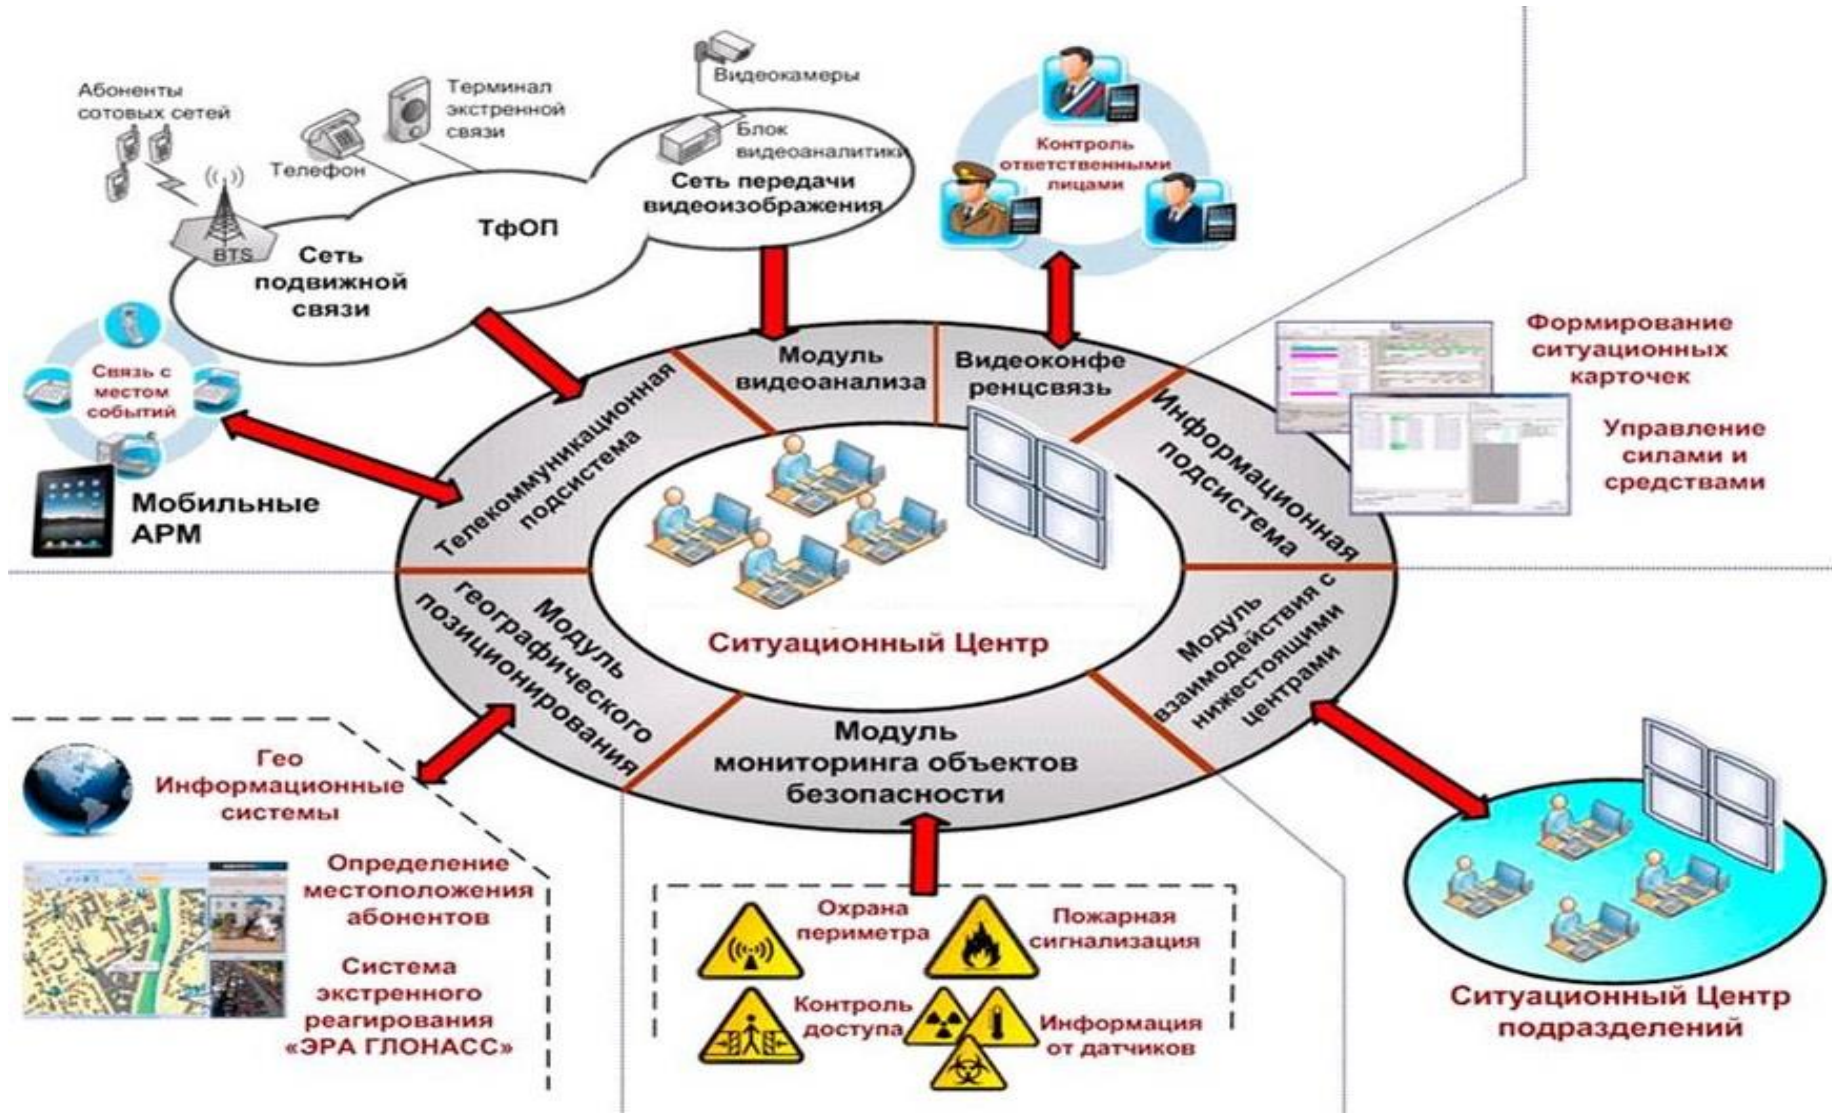 Абоненты
сотовых сетей
Телефон
Терминал
экстренной
связи
Видеокамеры
Блок
видеоаналитики
Сеть передачи
видеоизображения
ТфОП
BTS
Сеть
подвижной
связи
Контроль
ответственными
лицами
Связь с
местом
событий
Мобильные
АРМ
Телекоммуникационная
подсистема
Модуль
видеоанализа
Видеоконфе
ренцсвязь
Информационная
подсистема
Формирование
ситуационных
карточек
Управление
силами и
средствами
Ситуационный Центр
Модуль
географического
позиционирования
Модуль
мониторинга объектов
безопасности
Модуль
взаимодействия с
нижестоящими
центрами
Гео
Информационные
системы
Определение
местоположения
абонентов
Система
экстренного
реагирования
«ЭРА ГЛОНАСС»
Охрана
периметра
Пожарная
сигнализация
Контроль
доступа
Информация
от датчиков
Ситуационный Центр
подразделений